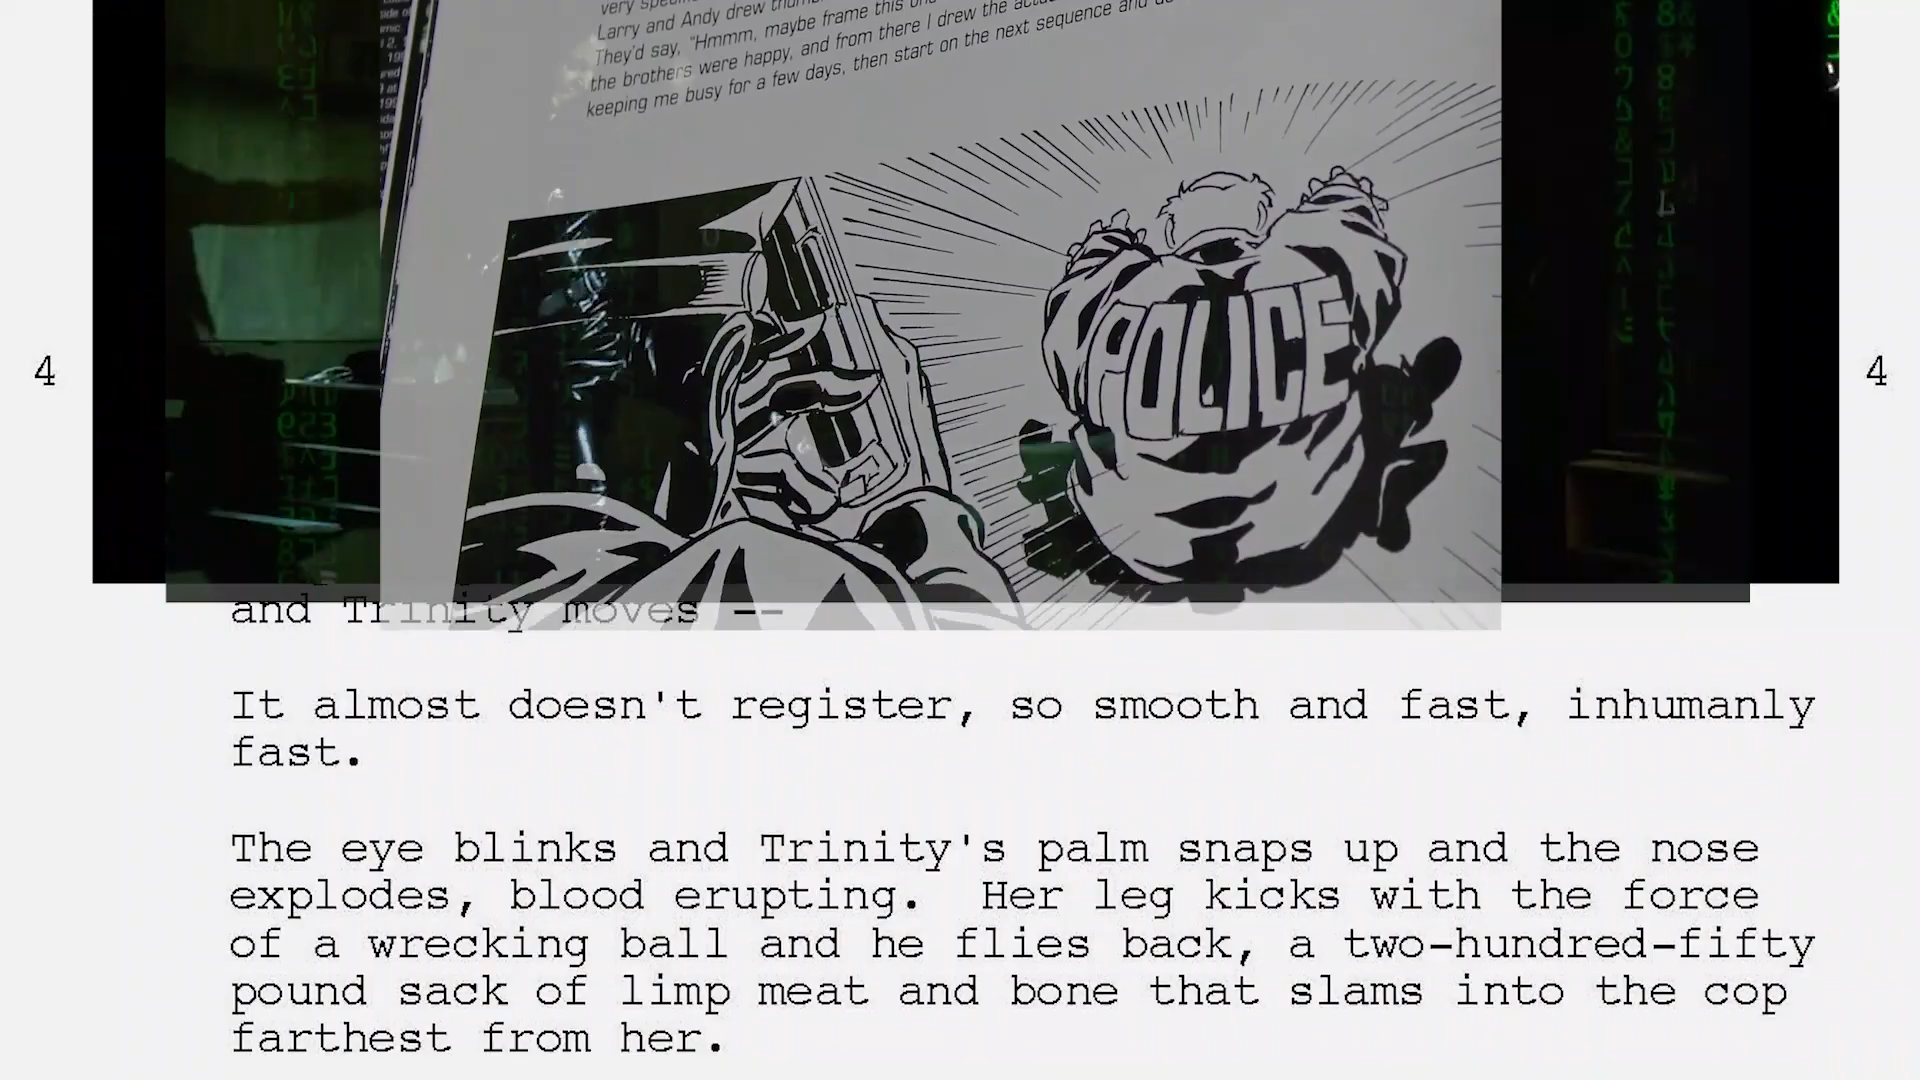 very specific
Larry and Andy drew
They'd say, "Hmmm, maybe frame this
the brothers were happy, and from there I drew the
keeping me busy for a few days, then start on the next sequence and
POLICE
4 4
and Trinity moves --
It almost doesn't register, so smooth and fast, inhumanly
fast.
The eye blinks and Trinity's palm snaps up and the nose
explodes, blood erupting. Her leg kicks with the force
of a wrecking ball and he flies back, a two-hundred-fifty
pound sack of limp meat and bone that slams into the cop
farthest from her.